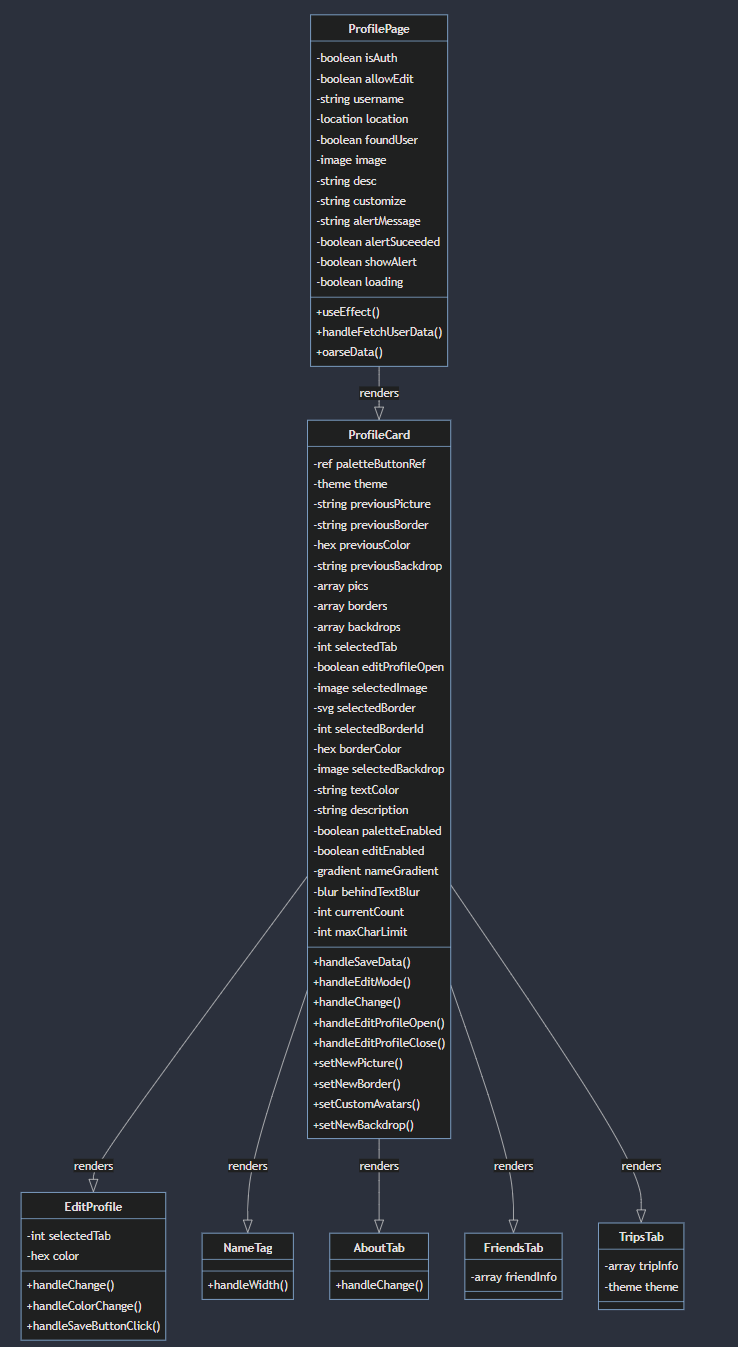 ProfilePage
-boolean isAuth
-boolean allowEdit
-string username
-location location
-boolean foundUser
-image image
-string desc
-string customize
-string alertMessage
-boolean alertSuceeded
-boolean showAlert
-boolean loading
+useEffect()
+handleFetchUserData()
+oarseData()
renders
ProfileCard
-ref paletteButtonRef
-theme theme
-string previousPicture
-string previousBorder
-hex previousColor
-string previousBackdrop
-array pics
-array borders
-array backdrops
-int selectedTab
-boolean editProfileOpen
-image selectedImage
-svg selectedBorder
-int selectedBorderId
-hex borderColor
-image selectedBackdrop
-string textColor
-string description
-boolean paletteEnabled
-boolean editEnabled
-gradient nameGradient
-blur behindTextBlur
-int currentCount
-int maxCharLimit
+handleSaveData()
+handleEditMode()
+handleChange()
+handleEditProfileOpen()
+handleEditProfileClose()
+setNewPicture()
+setNewBorder()
+setCustomAvatars()
+setNewBackdrop()
renders
renders
renders
renders
renders
EditProfile
-int selectedTab
-hex color
+handleChange()
+handleColorChange()
+handleSaveButtonClick()
NameTag
+handleWidth()
AboutTab
+handleChange()
FriendsTab
-array friendInfo
TripsTab
-array tripInfo
-theme theme